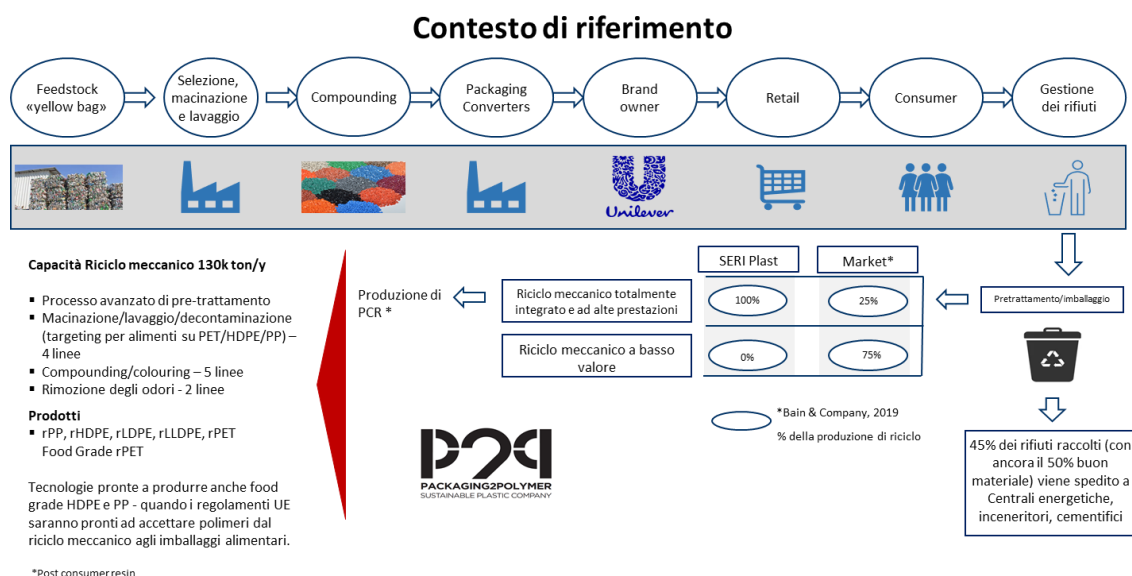 Contesto di riferimento
Feedstock
«yellow bag»
Selezione,
macinazione
e lavaggio
Compounding
Packaging
Converters
Brand
owner
Retail
Consumer
Gestione
dei rifiuti
Unilever
Capacità Riciclo meccanico 130k ton/y
▪ Processo avanzato di pre-trattamento
▪ Macinazione/lavaggio/decontaminazione
(targeting per alimenti su PET/HDPE/PP) –
4 linee
▪ Compounding/colouring – 5 linee
▪ Rimozione degli odori - 2 linee
Prodotti
▪ rPP, rHDPE, rLDPE, rLLDPE, rPET
Food Grade rPET
Tecnologie pronte a produrre anche food
grade HDPE e PP - quando i regolamenti UE
saranno pronti ad accettare polimeri dal
riciclo meccanico agli imballaggi alimentari.
*Post consumer resin
Produzione di
PCR *
SERI Plast
Market*
Riciclo meccanico totalmente
integrato e ad alte prestazioni
100%
25%
Riciclo meccanico a basso
valore
0%
75%
*Bain & Company, 2019
% della produzione di riciclo
P2P
PACKAGING2POLYMER
SUSTAINABLE PLASTIC COMPANY
Pretrattamento/imballaggio
45% dei rifiuti raccolti (con
ancora il 50% buon
materiale) viene spedito a
Centrali energetiche,
inceneritori, cementifici